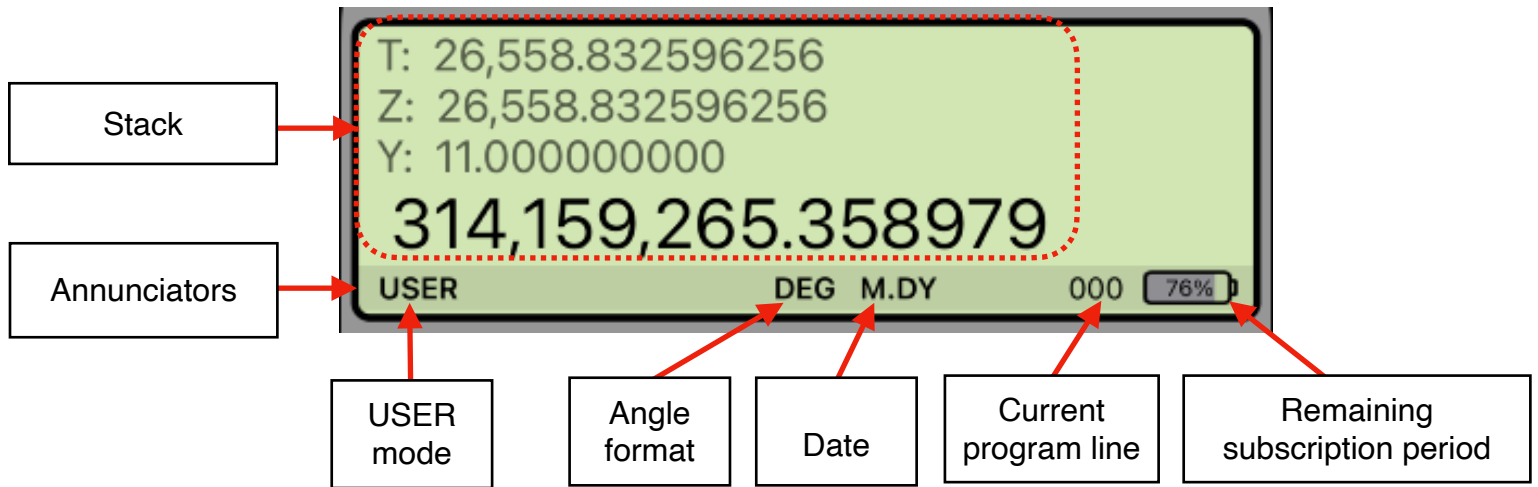 T: 26,558.832596256
Z: 26,558.832596256
Stack
Y: 11.000000000
314,159,265.358979
Annunciators
USER DEG M.DY 000 76%
USER
mode
Angle
format
Date
Current
program line
Remaining
subscription period